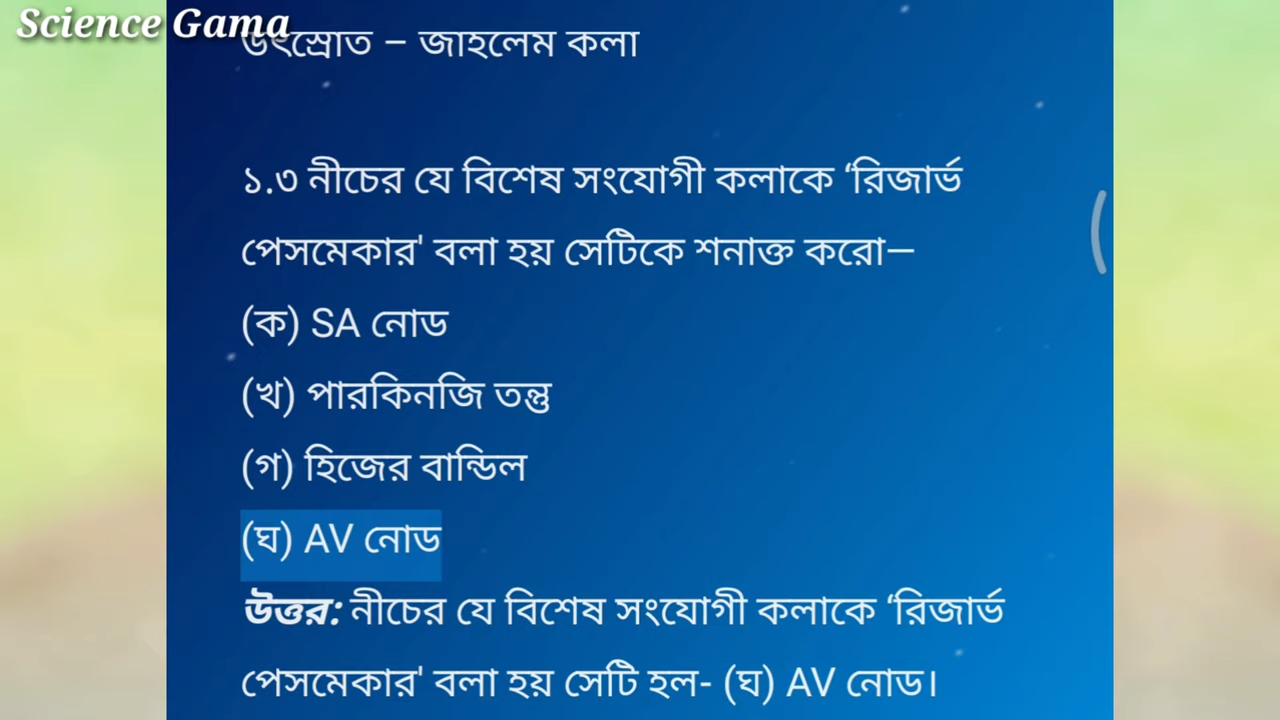 Science Gama
উৎস্রোত – জাহলেম কলা
১.৩ নীচের যে বিশেষ সংযোগী কলাকে ‘রিজার্ভ
পেসমেকার' বলা হয় সেটিকে শনাক্ত করো—
(ক) SA নোড
(খ) পারকিনজি তন্তু
(গ) হিজের বান্ডিল
(ঘ) AV নোড
উত্তর: নীচের যে বিশেষ সংযোগী কলাকে ‘রিজার্ভ
পেসমেকার' বলা হয় সেটি হল- (ঘ) AV নোড।